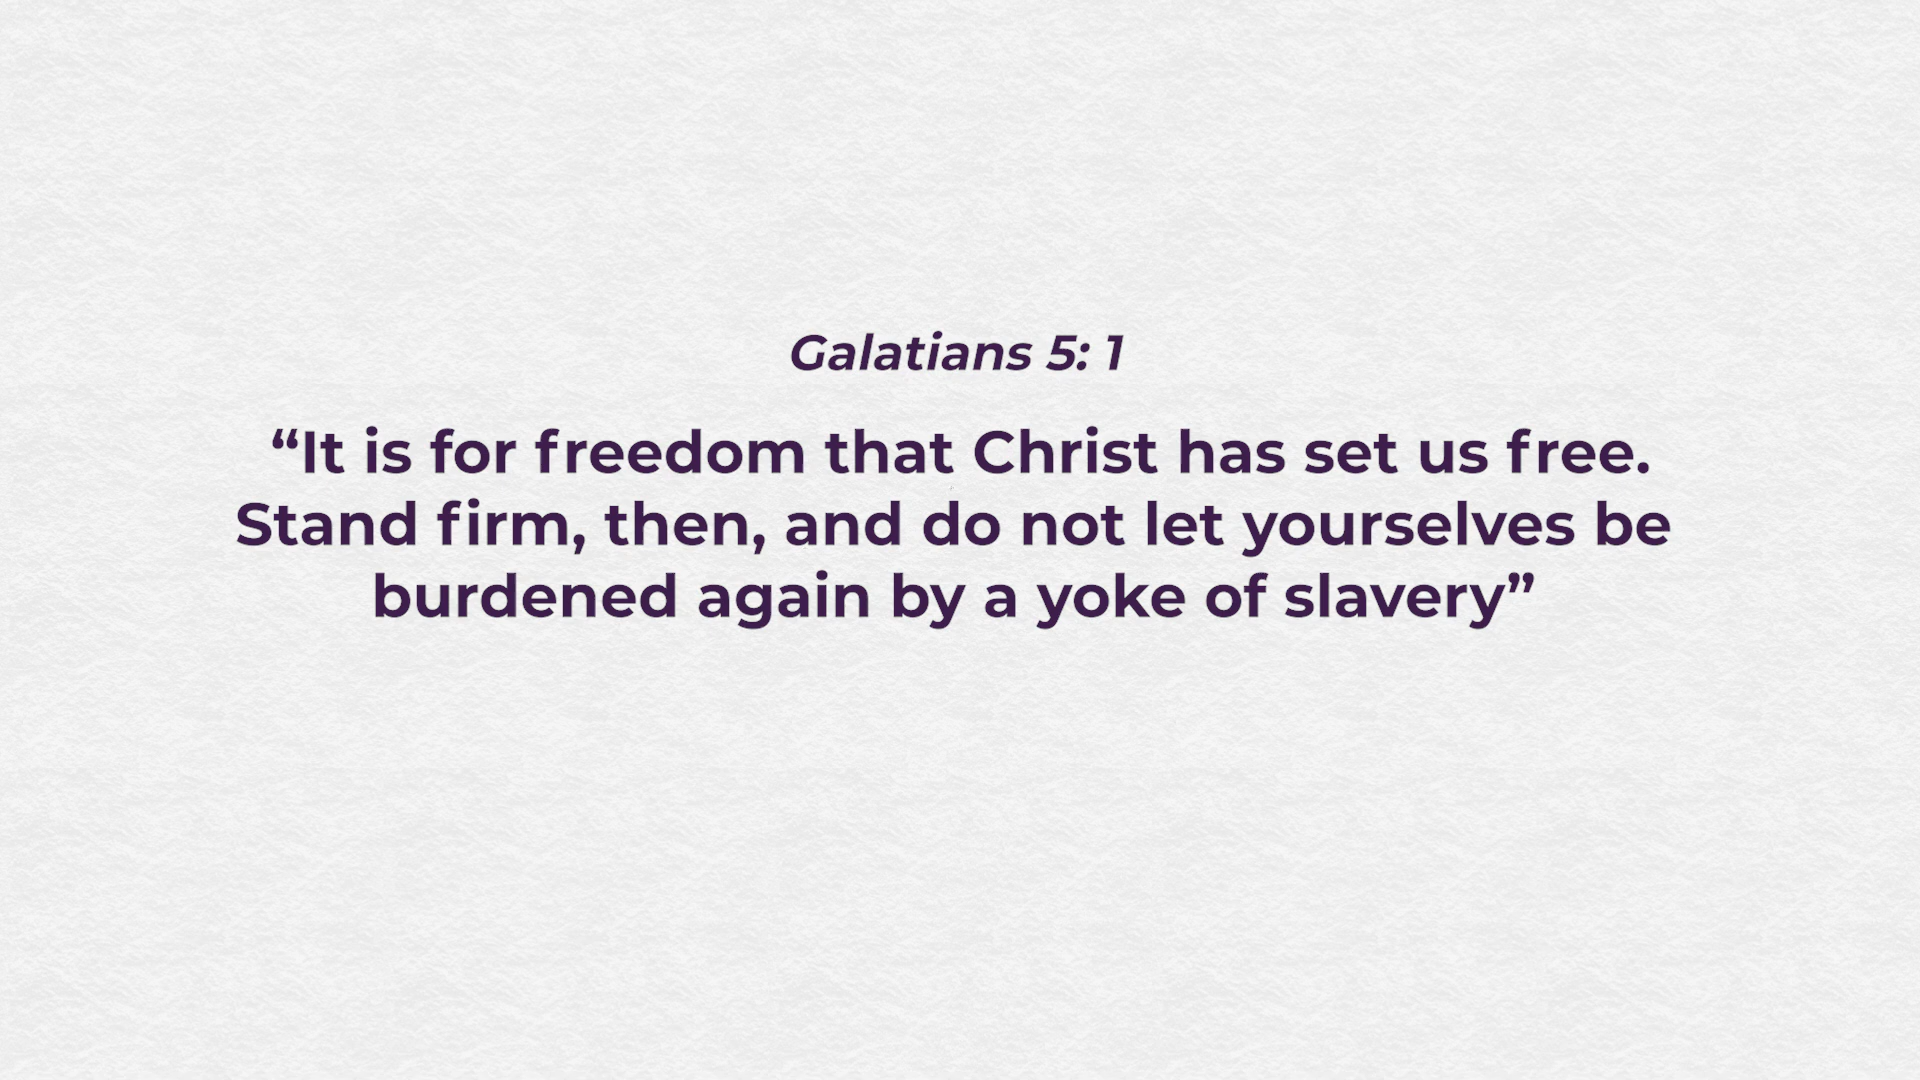 Galatians 5: 1
“It is for freedom that Christ has set us free.
Stand firm, then, and do not let yourselves be
burdened again by a yoke of slavery”